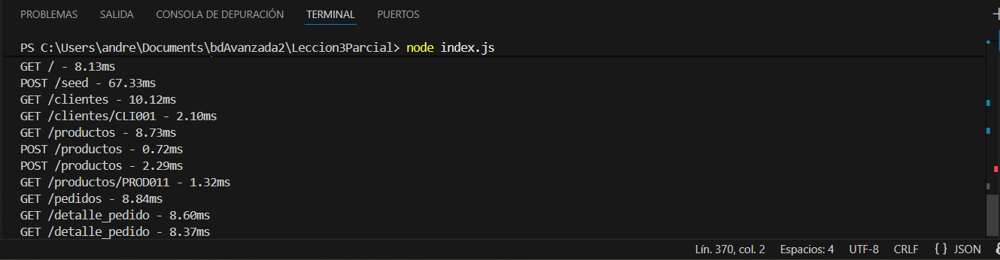 PROBLEMAS SALIDA CONSOLA DE DEPURACIÓN TERMINAL PUERTOS
PS C:\Users\andre\Documents\bdAvanzada2\Leccion3Parcial> node index.js
GET / - 8.13ms
POST /seed - 67.33ms
GET /clientes - 10.12ms
GET /clientes/CLI001 - 2.10ms
GET /productos - 8.73ms
POST /productos - 0.72ms
POST /productos - 2.29ms
GET /productos/PROD011 - 1.32ms
GET /pedidos - 8.84ms
GET /detalle_pedido - 8.60ms
GET /detalle_pedido - 8.37ms
Lín. 370, col. 2 Espacios: 4 UTF-8 CRLF {} JSON